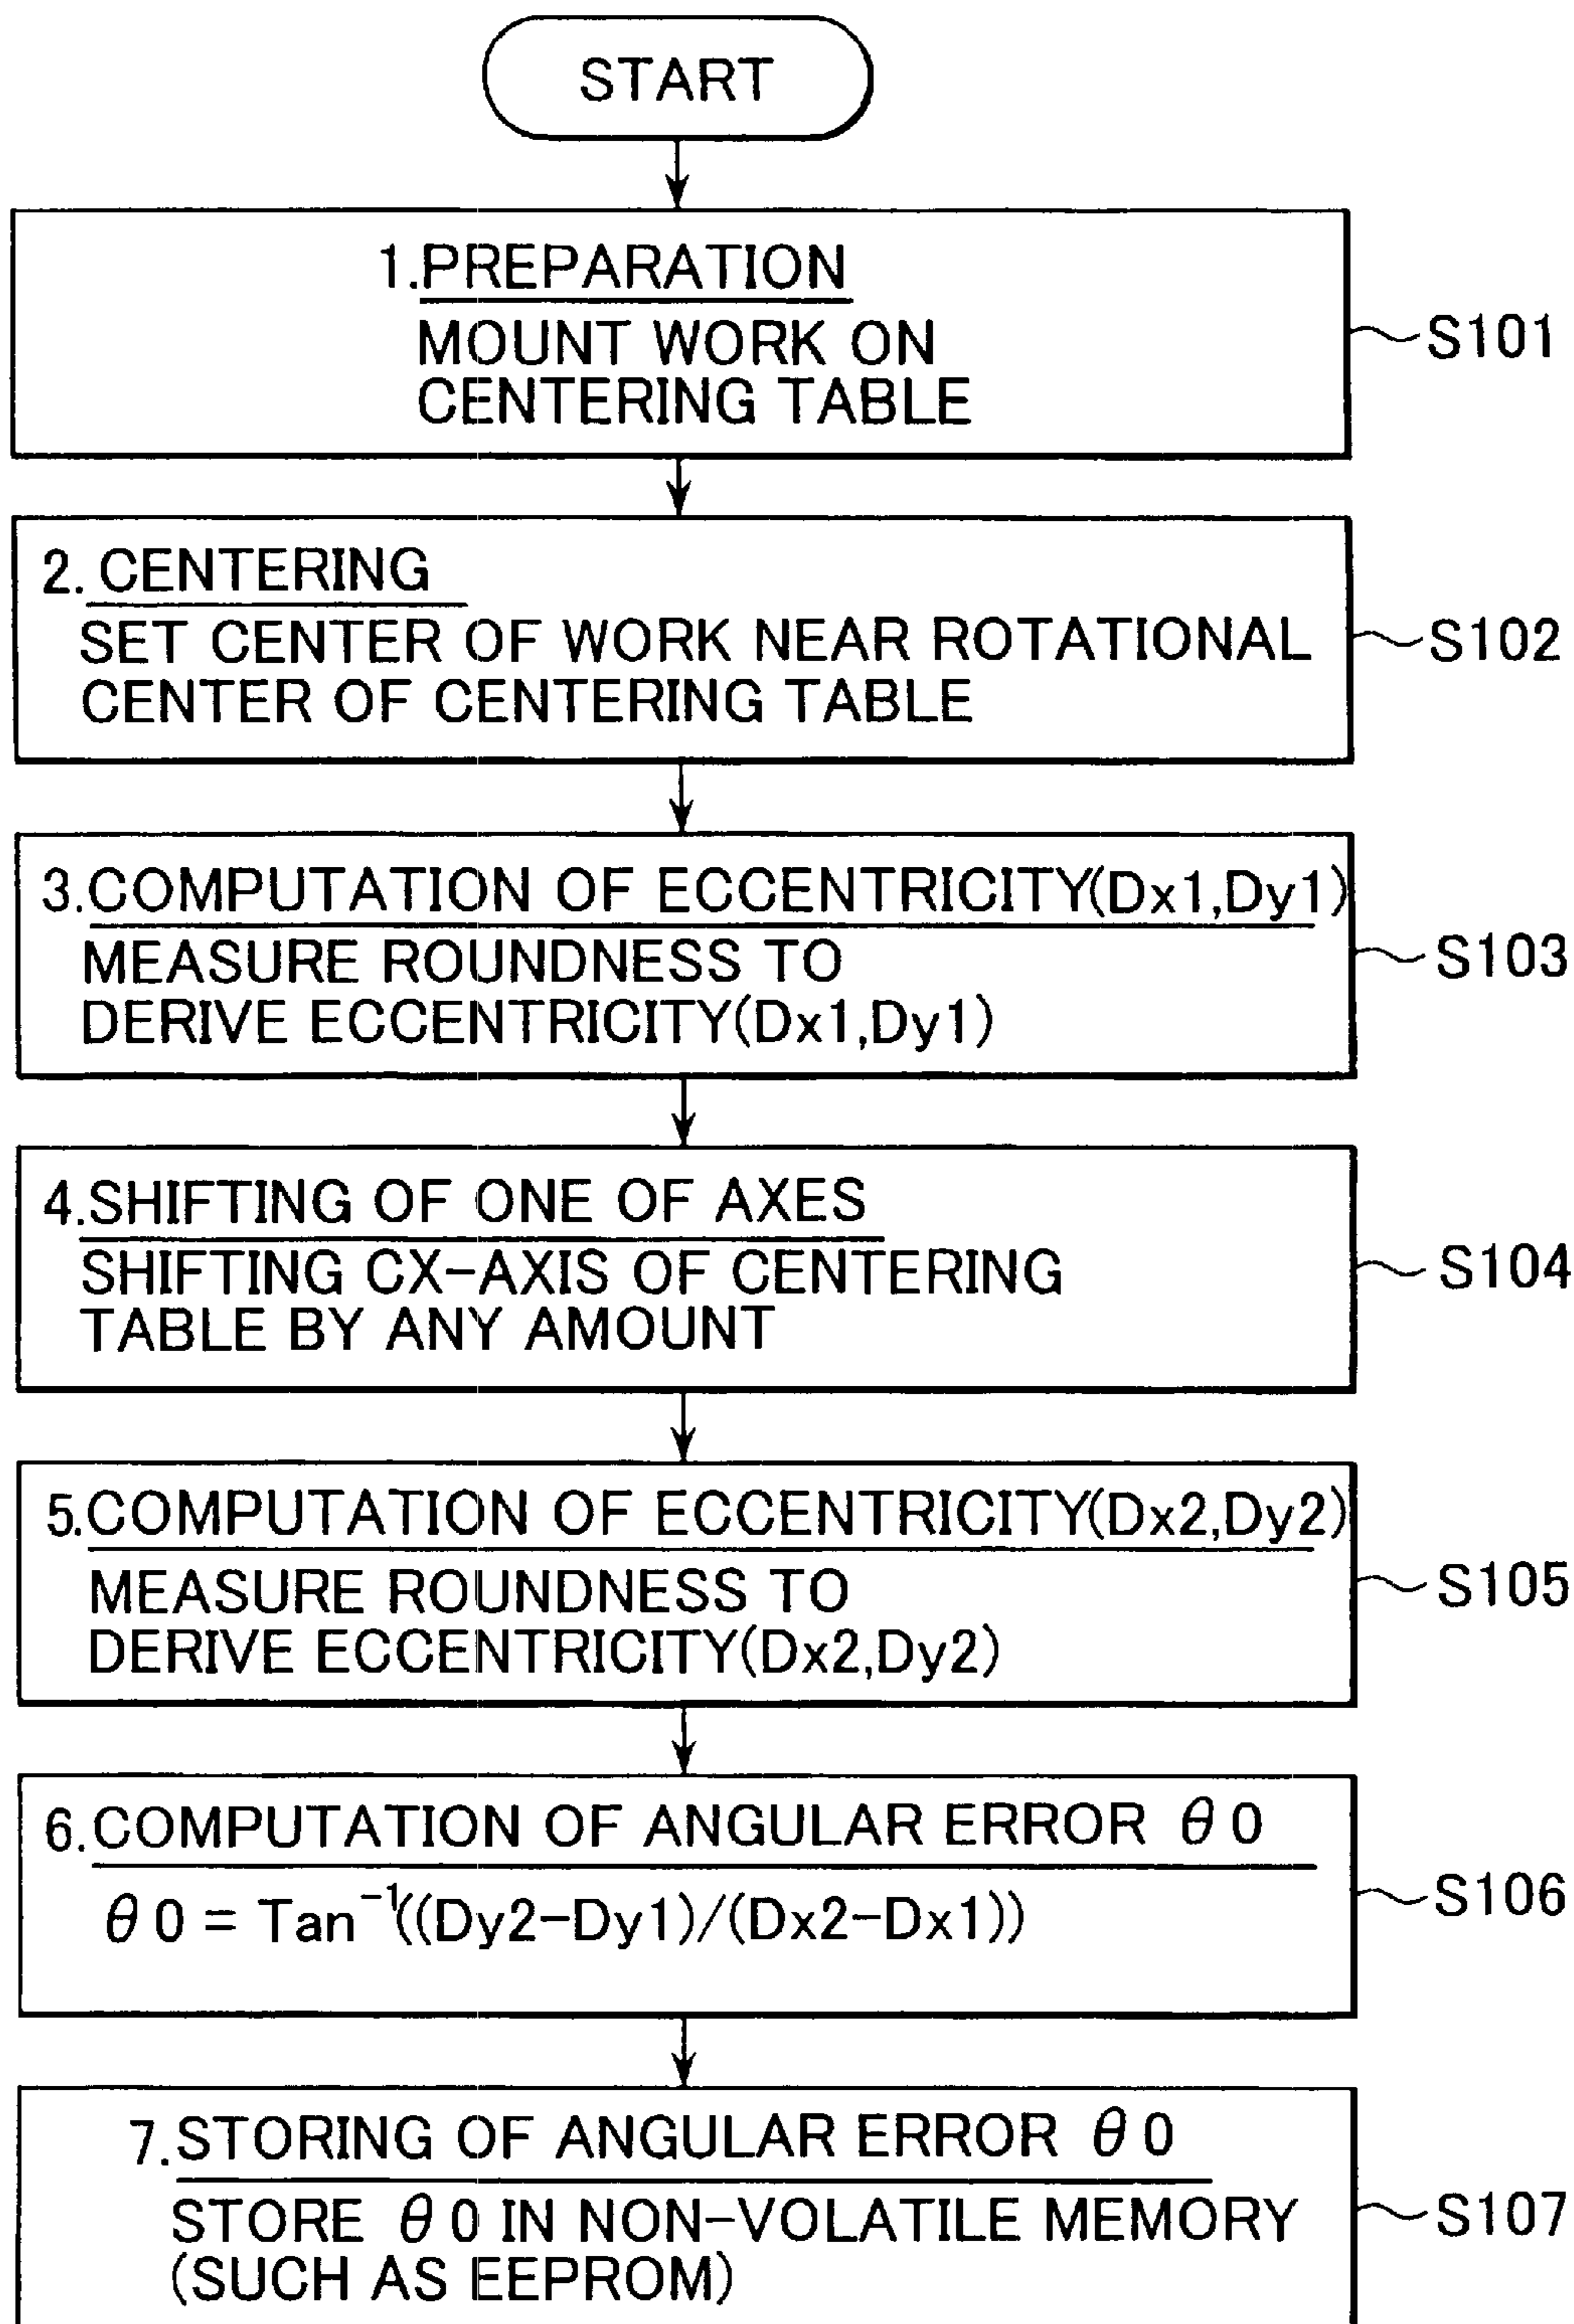 START
1.PREPARATION
MOUNT WORK ON
CENTERING TABLE
S101
2. CENTERING
SET CENTER OF WORK NEAR ROTATIONAL
CENTER OF CENTERING TABLE
S102
3.COMPUTATION OF ECCENTRICITY(Dx1,Dy1)
MEASURE ROUNDNESS TO
DERIVE ECCENTRICITY(Dx1,Dy1)
S103
4.SHIFTING OF ONE OF AXES
SHIFTING CX-AXIS OF CENTERING
TABLE BY ANY AMOUNT
S104
5.COMPUTATION OF ECCENTRICITY(Dx2,Dy2)
MEASURE ROUNDNESS TO
DERIVE ECCENTRICITY(Dx2,Dy2)
S105
6.COMPUTATION OF ANGULAR ERROR θ0
θ0 = Tan⁻¹((Dy2-Dy1)/(Dx2-Dx1))
S106
7.STORING OF ANGULAR ERROR θ0
STORE θ0 IN NON-VOLATILE MEMORY
(SUCH AS EEPROM)
S107